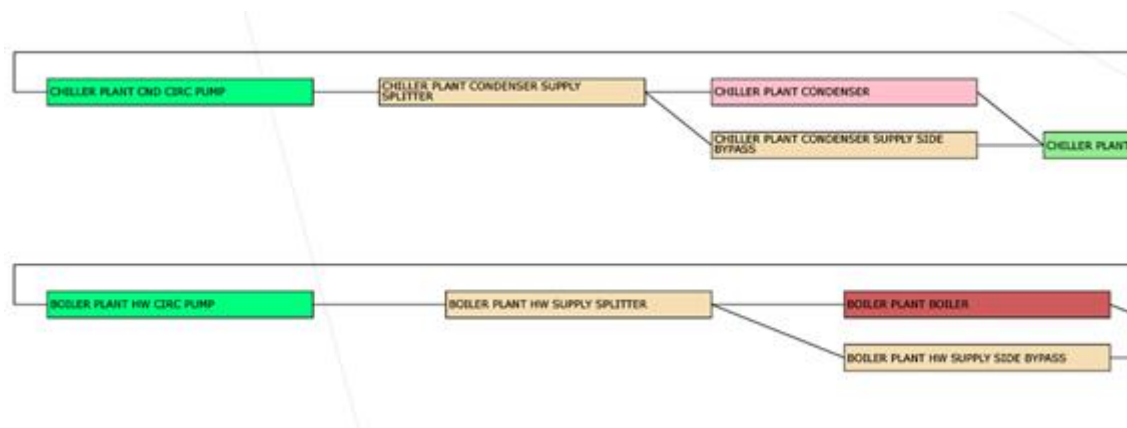 CHILLER PLANT CND CIRC PUMP
CHILLER PLANT CONDENSER SUPPLY
SPLITTER
CHILLER PLANT CONDENSER
CHILLER PLANT CONDENSER SUPPLY SIDE
BYPASS
CHILLER PLANT
BOILER PLANT HW CIRC PUMP
BOILER PLANT HW SUPPLY SPLITTER
BOILER PLANT BOILER
BOILER PLANT HW SUPPLY SIDE BYPASS